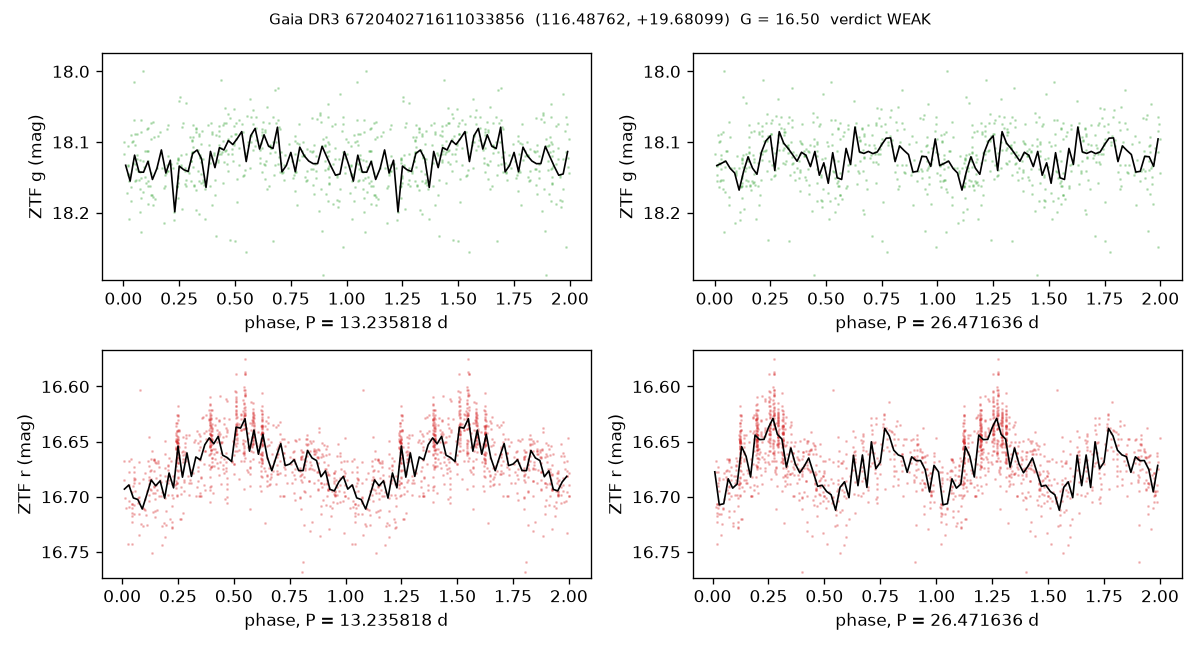 Gaia DR3 672040271611033856 (116.48762, +19.68099) G = 16.50 verdict WEAK
ZTF g (mag)
18.0
18.1
18.2
0.00 0.25 0.50 0.75 1.00 1.25 1.50 1.75 2.00
phase, P = 13.235818 d
ZTF g (mag)
18.0
18.1
18.2
0.00 0.25 0.50 0.75 1.00 1.25 1.50 1.75 2.00
phase, P = 26.471636 d
ZTF r (mag)
16.60
16.65
16.70
16.75
0.00 0.25 0.50 0.75 1.00 1.25 1.50 1.75 2.00
phase, P = 13.235818 d
ZTF r (mag)
16.60
16.65
16.70
16.75
0.00 0.25 0.50 0.75 1.00 1.25 1.50 1.75 2.00
phase, P = 26.471636 d